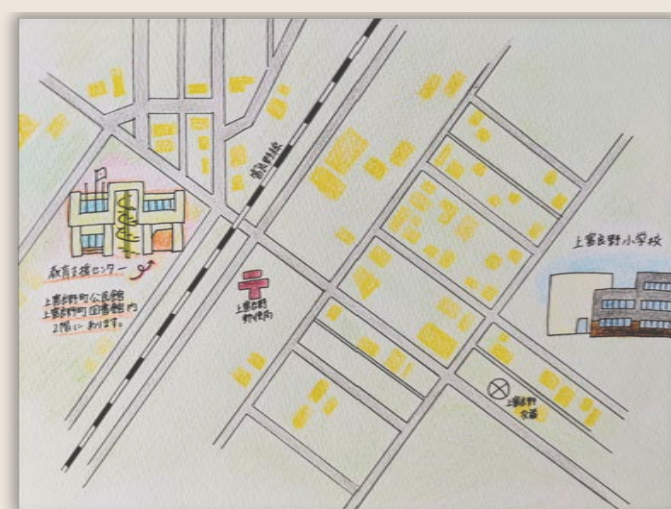 富良野線
上富良野小学校
教育支援センター
上富良野町公民館
上富良野町図書館内
2階にあります。
上富良野
郵便局
上富良野
交番